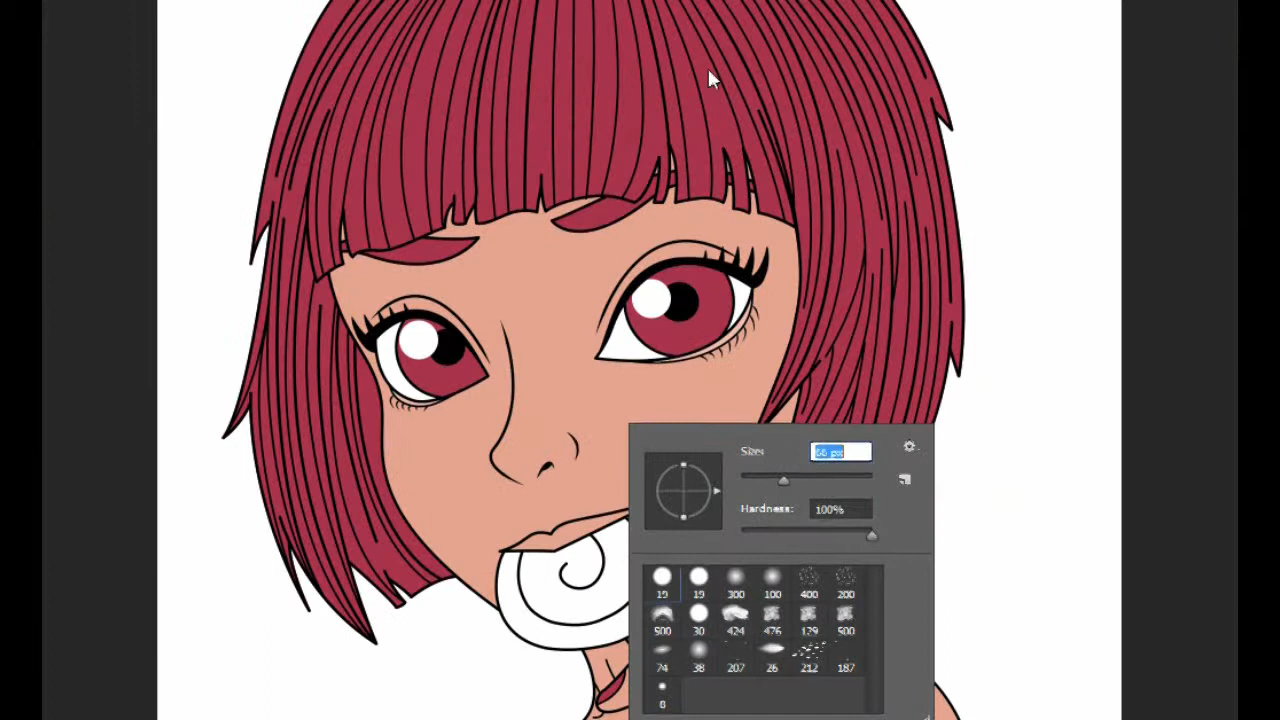 Size:
66 px
Hardness:
100%
19 19 300 100 400 200
500 30 424 476 129 500
74 38 207 26 212 187
8